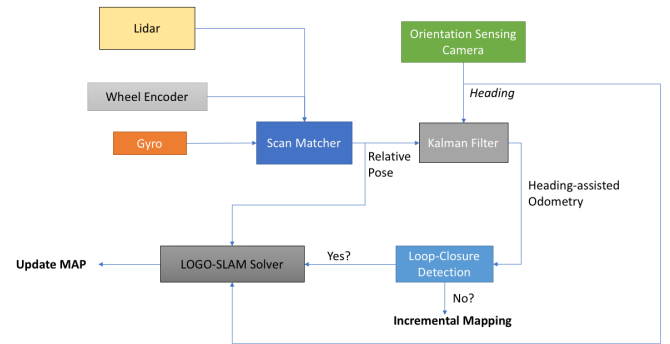 Lidar
Orientation Sensing
Camera
Wheel Encoder
Heading
Gyro
Scan Matcher
Kalman Filter
Relative
Pose
Heading-assisted
Odometry
Update MAP
LOGO-SLAM Solver
Yes?
Loop-Closure
Detection
No?
Incremental Mapping